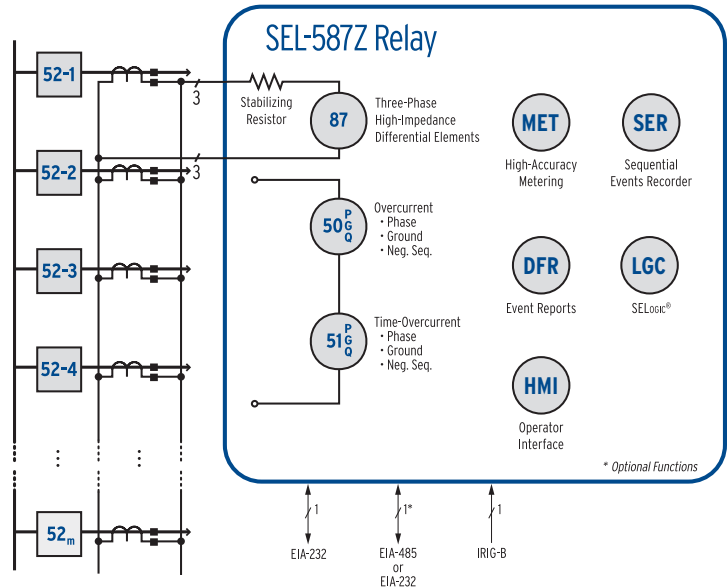 SEL-587Z Relay
52-1
3
Stabilizing
Resistor
87
Three-Phase
High-Impedance
Differential Elements
MET
High-Accuracy
Metering
SER
Sequential
Events Recorder
52-2
3
50 P G Q
Overcurrent
• Phase
• Ground
• Neg. Seq.
52-3
DFR
Event Reports
LGC
SELOGIC®
51 P G Q
Time-Overcurrent
• Phase
• Ground
• Neg. Seq.
52-4
HMI
Operator
Interface
* Optional Functions
52m
1
EIA-232
1*
EIA-485
or
EIA-232
1
IRIG-B